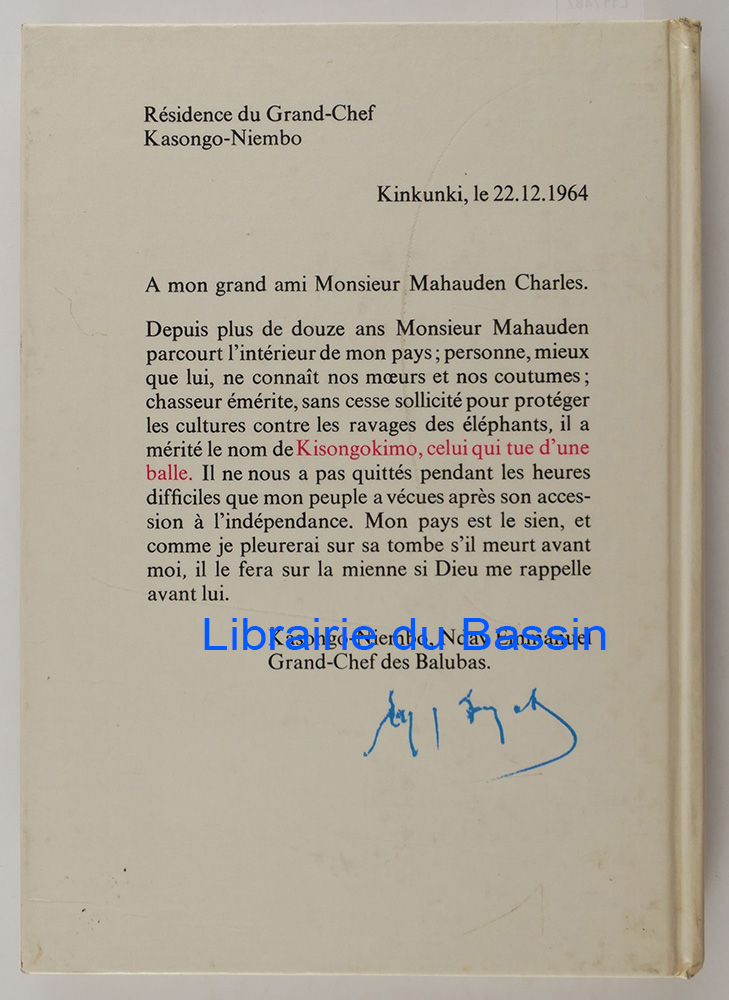 Résidence du Grand-Chef
Kasongo-Niembo
Kinkunki, le 22.12.1964
A mon grand ami Monsieur Mahauden Charles.
Depuis plus de douze ans Monsieur Mahauden
parcourt l'intérieur de mon pays ; personne, mieux
que lui, ne connaît nos mœurs et nos coutumes ;
chasseur émérite, sans cesse sollicité pour protéger
les cultures contre les ravages des éléphants, il a
mérité le nom de Kisongokimo, celui qui tue d'une
balle. Il ne nous a pas quittés pendant les heures
difficiles que mon peuple a vécues après son acces-
sion à l'indépendance. Mon pays est le sien, et
comme je pleurerai sur sa tombe s'il meurt avant
moi, il le fera sur la mienne si Dieu me rappelle
avant lui.
Librairie du Bassin
Kasongo-Niembo, Emmanuel
Grand-Chef des Balubas.